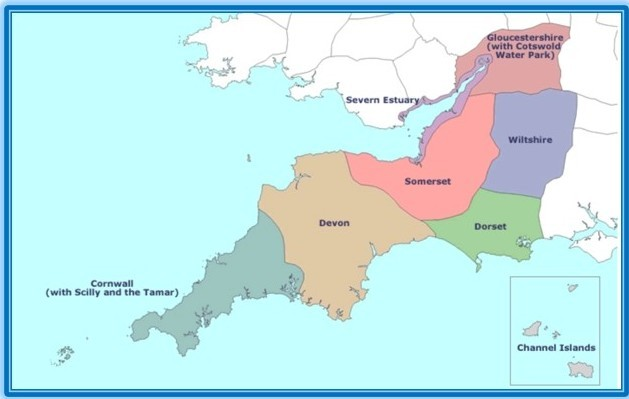 Gloucestershire
(with Cotswold
Water Park)
Severn Estuary
Wiltshire
Somerset
Devon
Dorset
Cornwall
(with Scilly and the Tamar)
Channel Islands